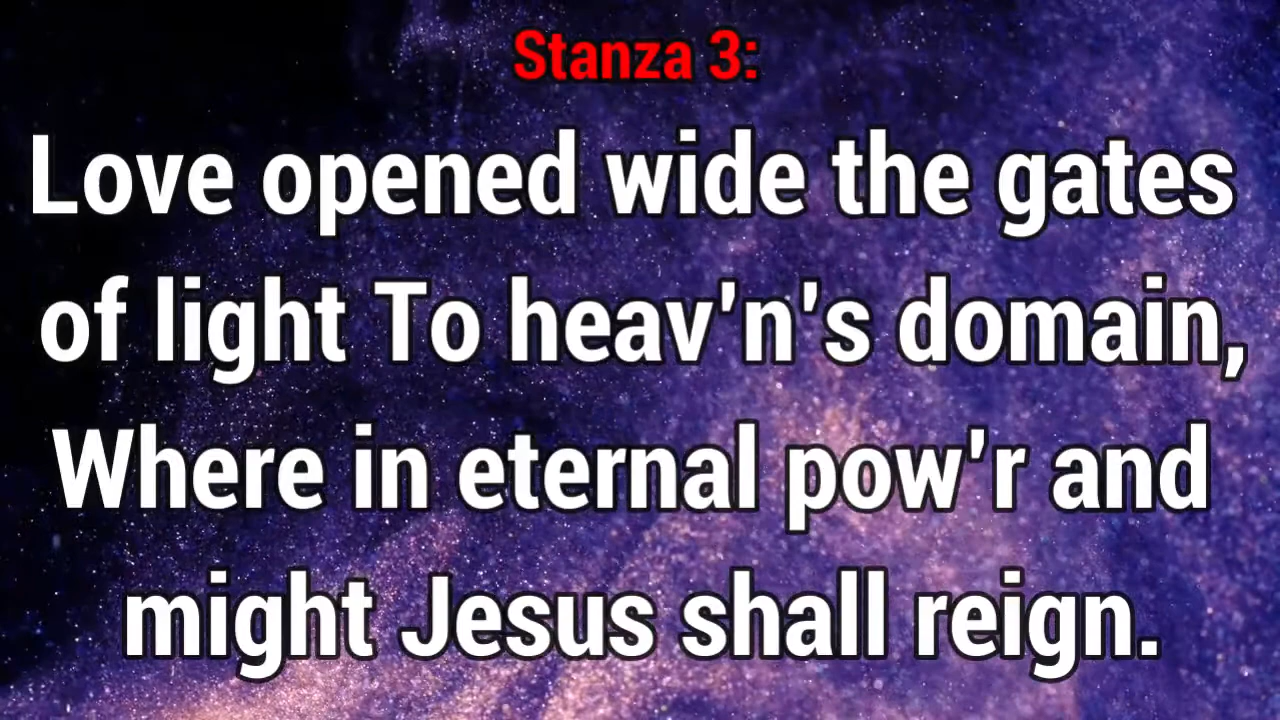 Stanza 3:
Love opened wide the gates
of light To heav'n's domain,
Where in eternal pow'r and
might Jesus shall reign.